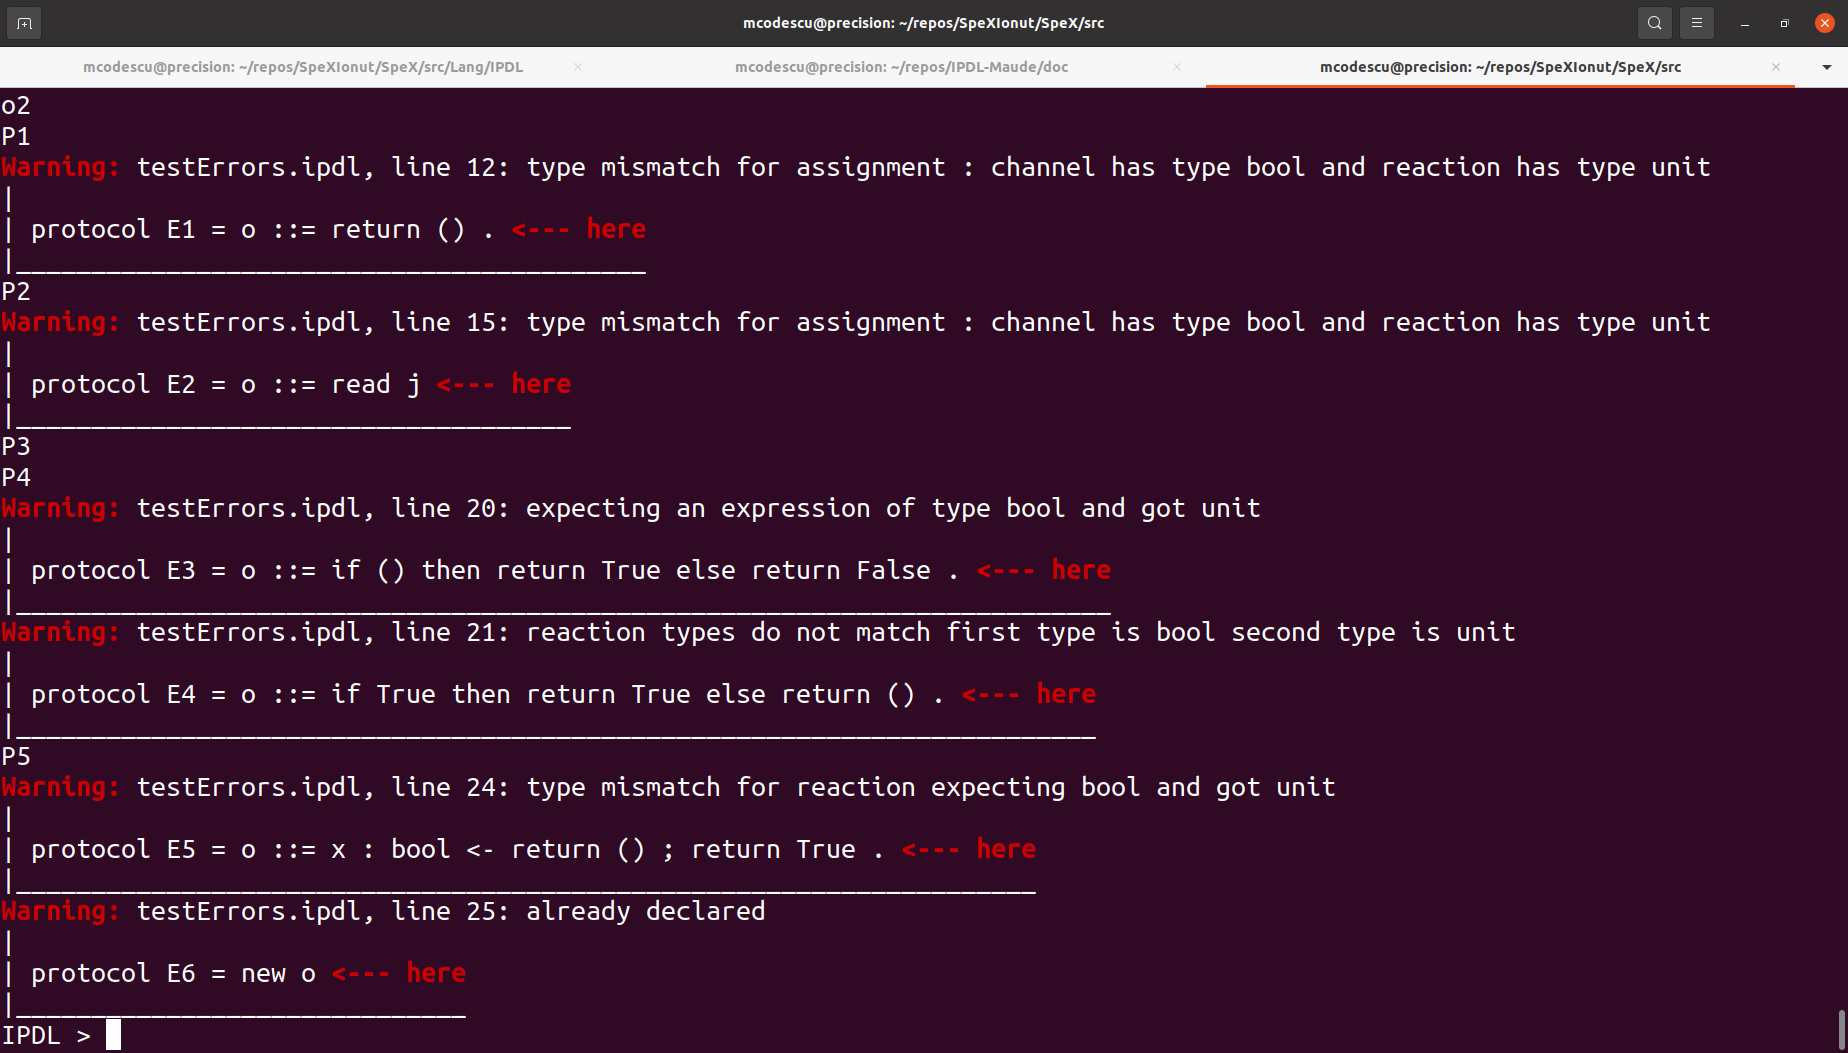 mcodescu@precision: ~/repos/SpeXIonut/SpeX/src
mcodescu@precision: ~/repos/SpeXIonut/SpeX/src/Lang/IPDL
mcodescu@precision: ~/repos/IPDL-Maude/doc
mcodescu@precision: ~/repos/SpeXIonut/SpeX/src
o2
P1
Warning: testErrors.ipdl, line 12: type mismatch for assignment : channel has type bool and reaction has type unit
|
| protocol E1 = o ::= return () . <--- here
|__________________________________________
P2
Warning: testErrors.ipdl, line 15: type mismatch for assignment : channel has type bool and reaction has type unit
|
| protocol E2 = o ::= read j <--- here
|_____________________________________
P3
P4
Warning: testErrors.ipdl, line 20: expecting an expression of type bool and got unit
|
| protocol E3 = o ::= if () then return True else return False . <--- here
|_________________________________________________________________________
Warning: testErrors.ipdl, line 21: reaction types do not match first type is bool second type is unit
|
| protocol E4 = o ::= if True then return True else return () . <--- here
|________________________________________________________________________
P5
Warning: testErrors.ipdl, line 24: type mismatch for reaction expecting bool and got unit
|
| protocol E5 = o ::= x : bool <- return () ; return True . <--- here
|____________________________________________________________________
Warning: testErrors.ipdl, line 25: already declared
|
| protocol E6 = new o <--- here
|______________________________
IPDL >